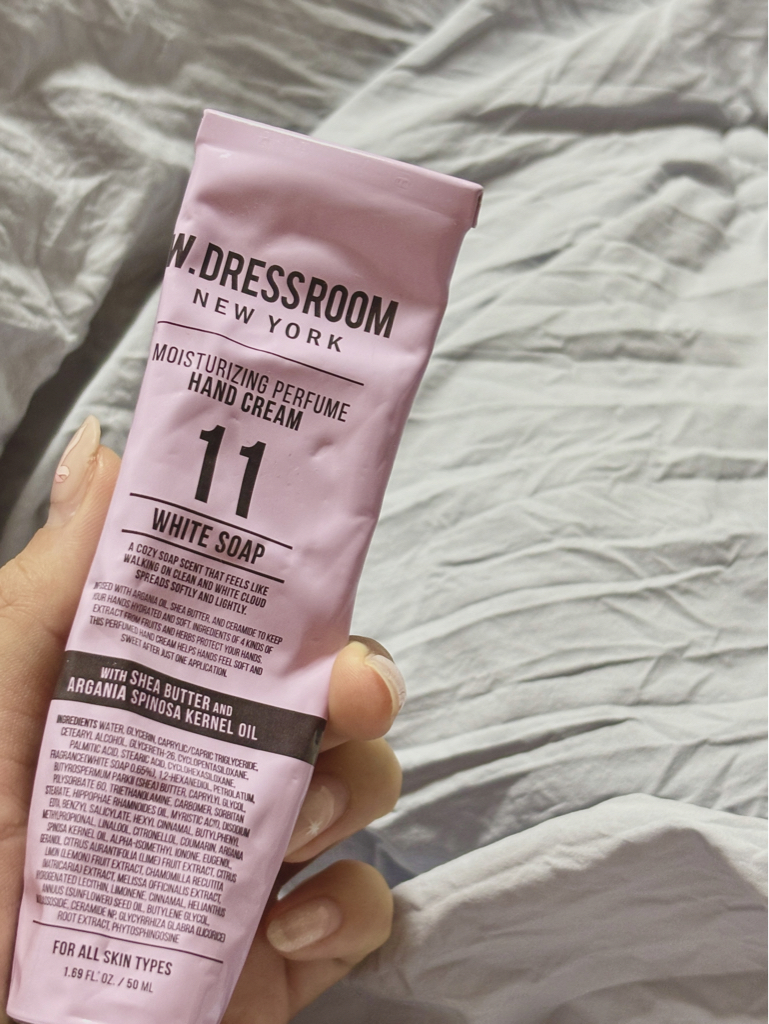 W.DRESSROOM
NEW YORK
MOISTURIZING PERFUME
HAND CREAM
11
WHITE SOAP
A COZY SOAP SCENT THAT FEELS LIKE
WALKING ON CLEAN AND WHITE CLOUD
SPREADS SOFTLY AND LIGHTLY.
WITH ARGANIA OIL, SHEA BUTTER, AND CERAMIDE TO KEEP
YOUR HANDS HYDRATED AND SOFT. INGREDIENTS OF 4 KINDS OF
EXTRACT FROM FRUITS AND HERBS PROTECT YOUR HANDS.
THIS PERFUMED HAND CREAM HELPS HANDS FEEL SOFT AND
SWEET AFTER JUST ONE APPLICATION.
WITH SHEA BUTTER AND
ARGANIA SPINOSA KERNEL OIL
INGREDIENTS WATER, GLYCERIN, CAPRYLIC/CAPRIC TRIGLYCERIDE,
CETEARYL ALCOHOL, GLYCERETH-26, CYCLOPENTASILOXANE,
PALMITIC ACID, STEARIC ACID, CYCLOHEXASILOXANE,
FRAGRANCE(WHITE SOAP 0.65%), 1,2-HEXANEDIOL, PETROLATUM,
BUTYROSPERMUM PARKII (SHEA) BUTTER, CAPRYLYL GLYCOL,
POLYSORBATE 60, TRIETHANOLAMINE, CARBOMER, SORBITAN
STEARATE, HIPPOPHAE RHAMNOIDES OIL, MYRISTIC ACID, DISODIUM
EDTA, BENZYL SALICYLATE, HEXYL CINNAMAL, BUTYLPHENYL
METHYLPROPIONAL, LINALOOL, CITRONELLOL, COUMARIN, ARGANIA
SPINOSA KERNEL OIL, ALPHA-ISOMETHYL IONONE, EUGENOL,
GERANIOL, CITRUS AURANTIFOLIA (LIME) FRUIT EXTRACT, CITRUS
LIMON (LEMON) FRUIT EXTRACT, CHAMOMILLA RECUTITA
(MATRICARIA) EXTRACT, MELISSA OFFICINALIS EXTRACT,
LECITHIN, LIMONENE, CINNAMAL, HELIANTHUS
ANNUUS (SUNFLOWER) SEED OIL, BUTYLENE GLYCOL,
CERAMIDE NP, GLYCYRRHIZA GLABRA (LICORICE)
ROOT EXTRACT, PHYTOSPHINGOSINE
FOR ALL SKIN TYPES
1.69 FL. OZ. / 50 ML